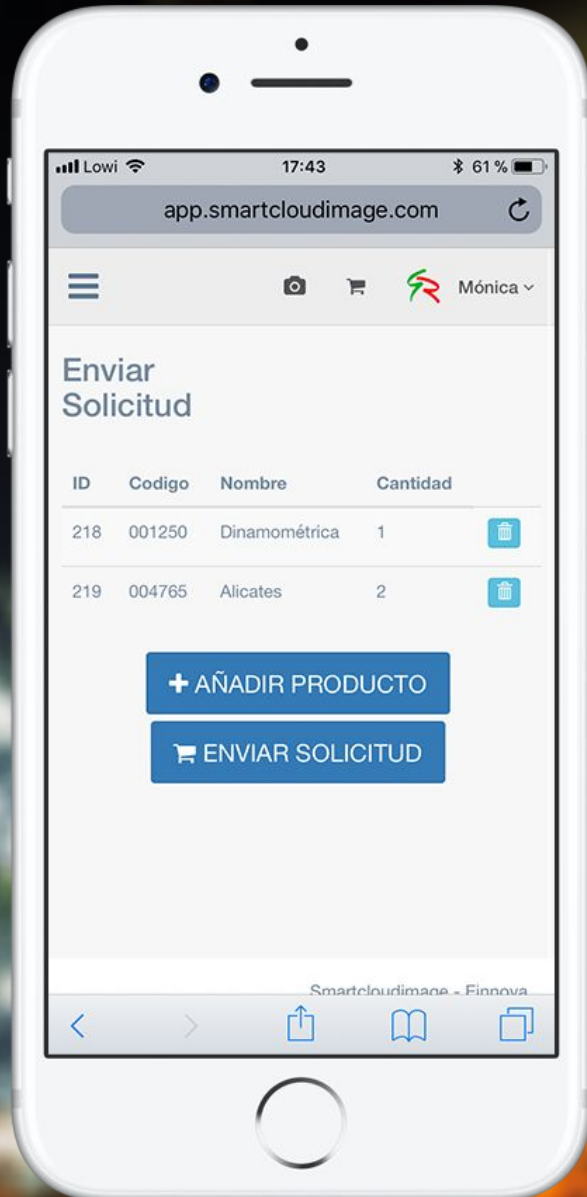 Lowi 17:43 61 %
app.smartcloudimage.com
Mónica
Enviar
Solicitud
ID Codigo Nombre Cantidad
218 001250 Dinamométrica 1
219 004765 Alicates 2
AÑADIR PRODUCTO
ENVIAR SOLICITUD
Smartcloudimage - Finnova